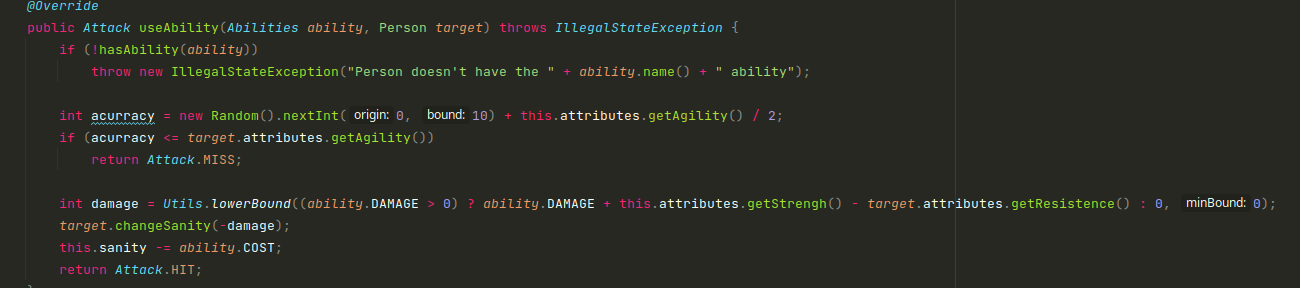 @Override
public Attack useAbility(Abilities ability, Person target) throws IllegalStateException {
if (!hasAbility(ability))
throw new IllegalStateException("Person doesn't have the " + ability.name() + " ability");
int acurracy = new Random().nextInt( origin: 0, bound: 10) + this.attributes.getAgility() / 2;
if (acurracy <= target.attributes.getAgility())
return Attack.MISS;
int damage = Utils.lowerBound((ability.DAMAGE > 0) ? ability.DAMAGE + this.attributes.getStrengh() - target.attributes.getResistence() : 0, minBound: 0);
target.changeSanity(-damage);
this.sanity -= ability.COST;
return Attack.HIT;
}